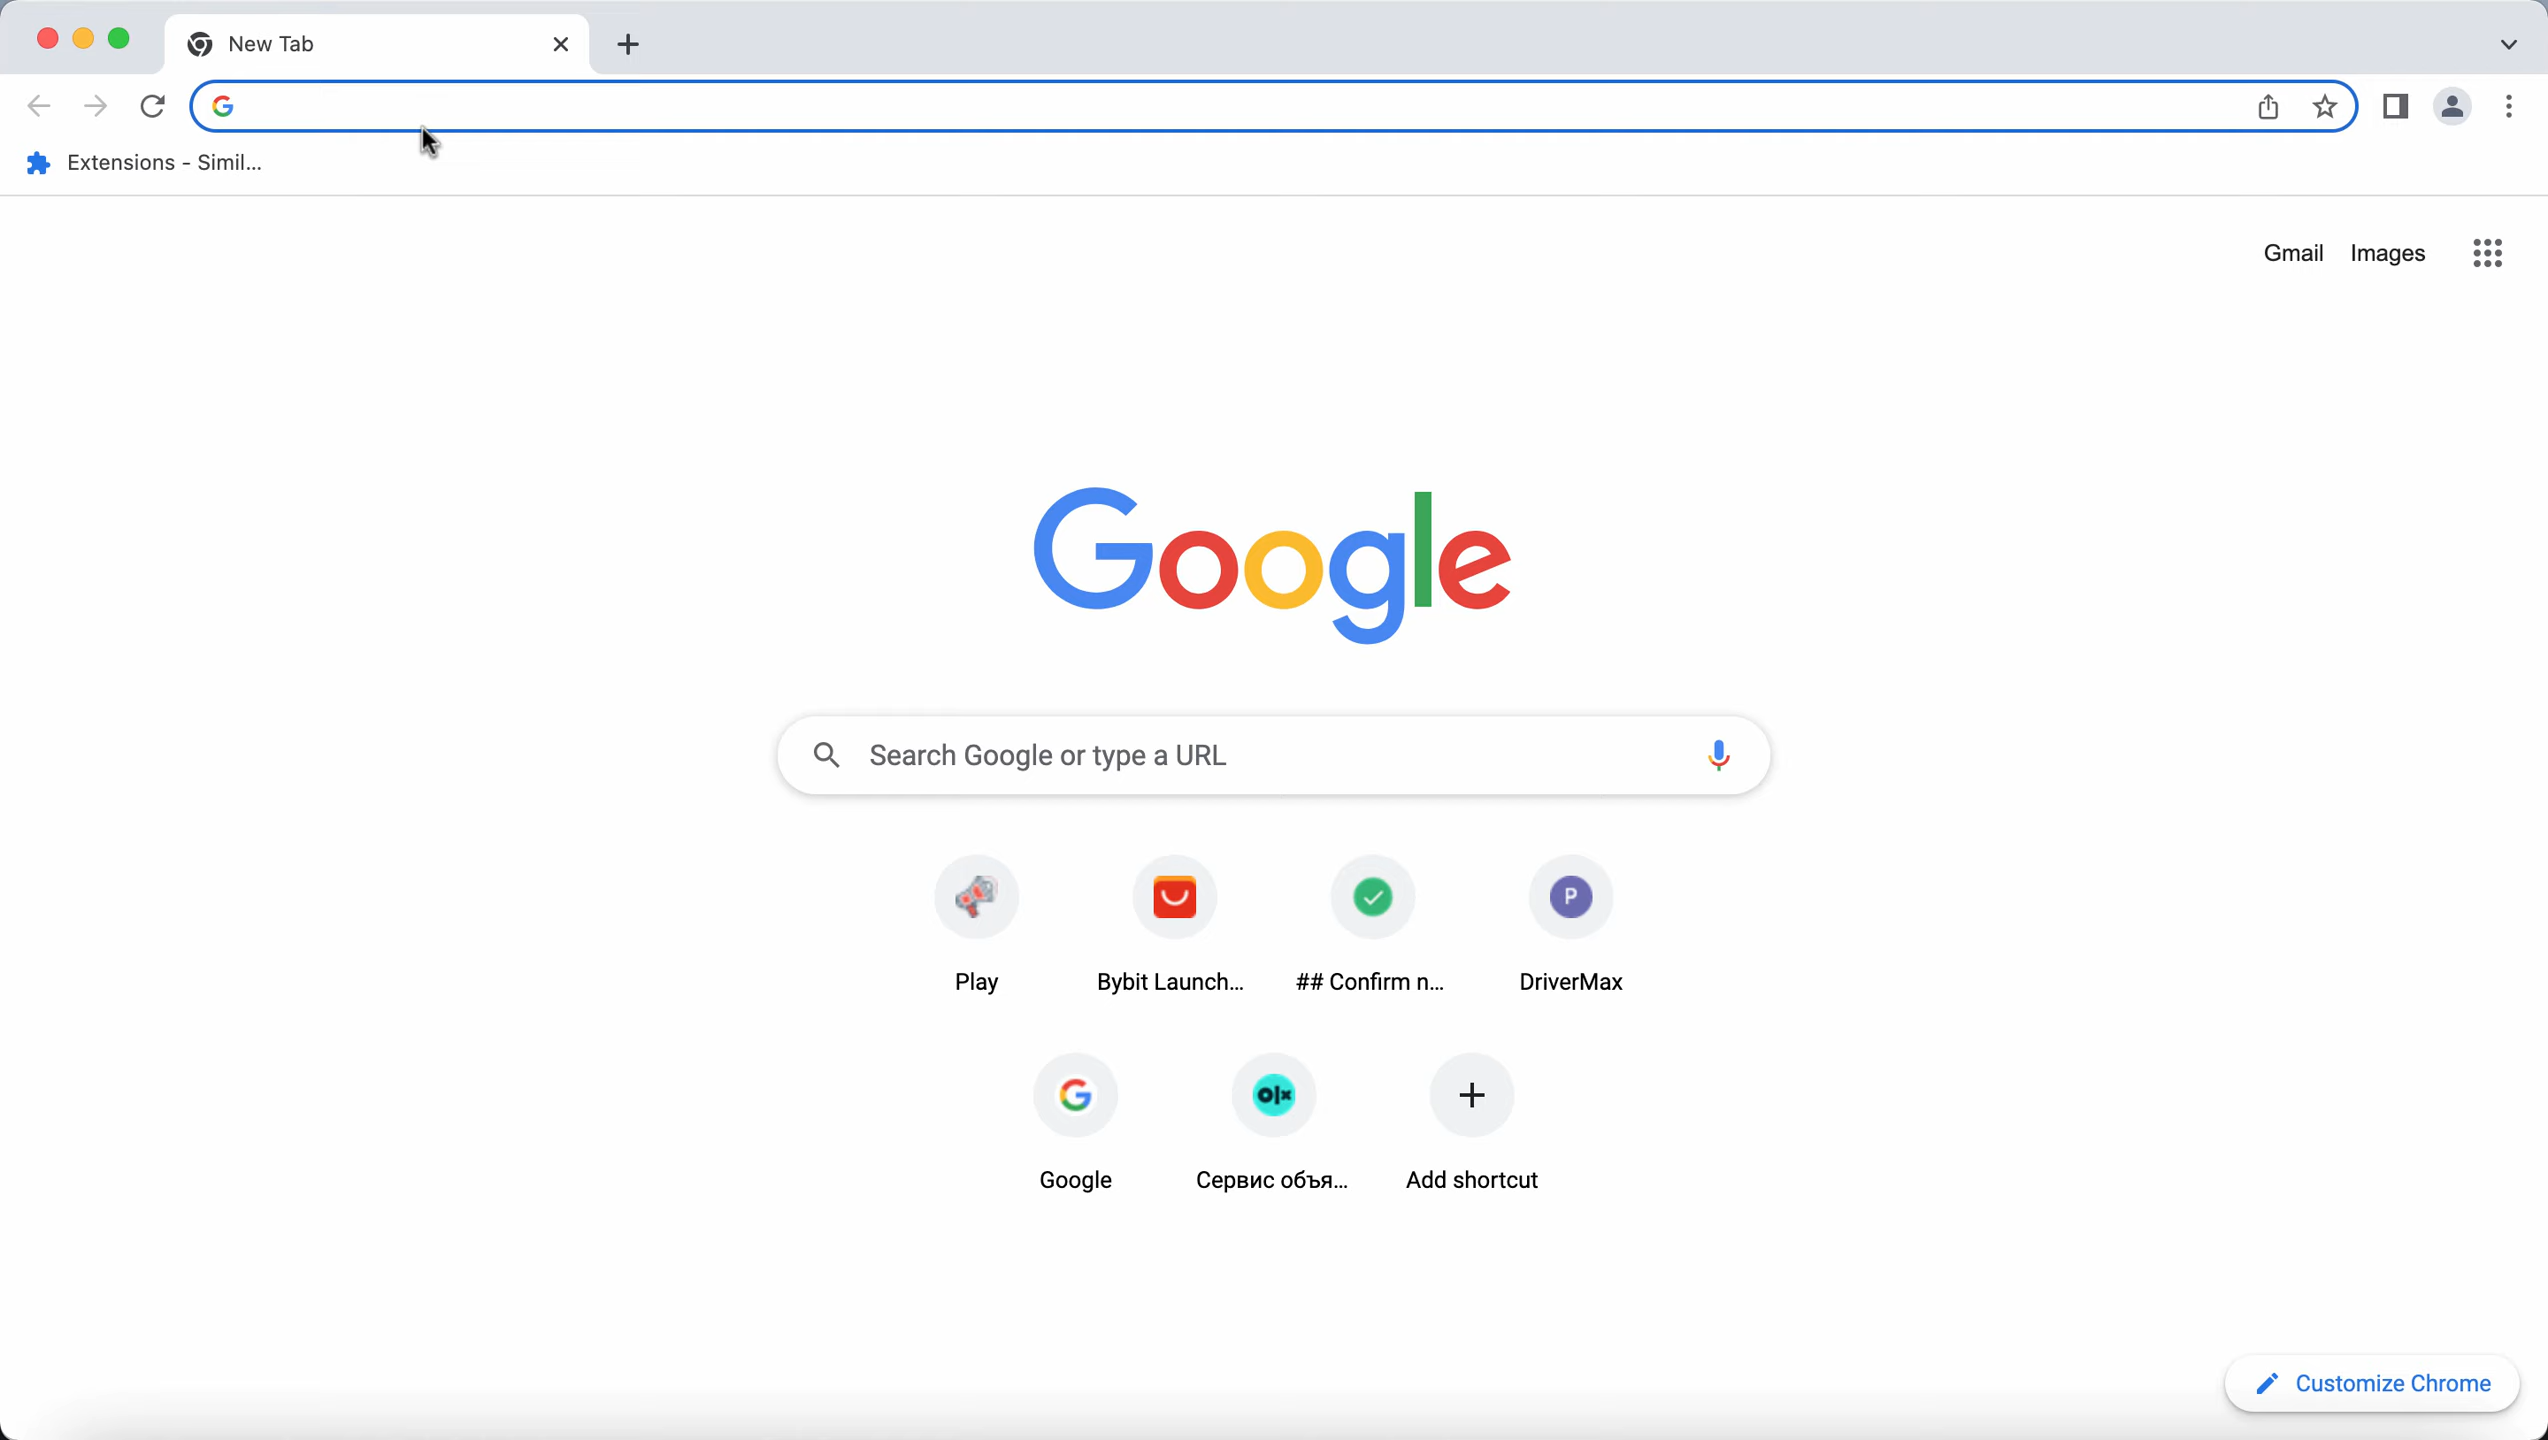 New Tab
Extensions - Simil...
Gmail Images
Google
Search Google or type a URL
Play Bybit Launch... ## Confirm n... DriverMax
P
olx
Google Сервис объя... Add shortcut
Customize Chrome